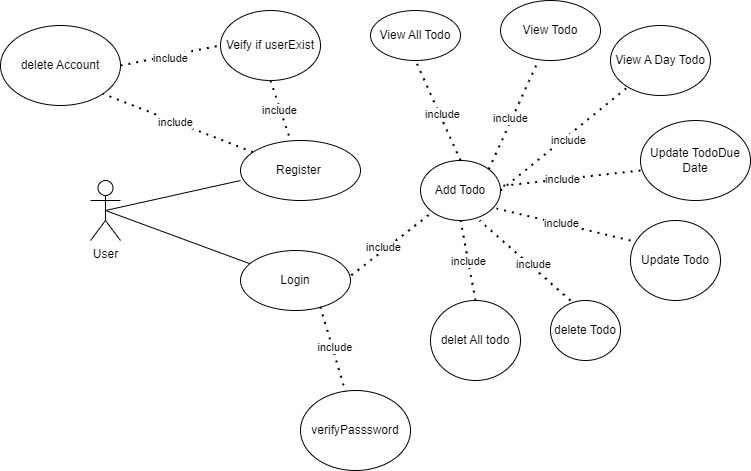 View All Todo
View Todo
Veify if userExist
delete Account
include
View A Day Todo
include
include
include
include
include
Update TodoDue
Date
Register
include
Add Todo
include
User
include
Update Todo
include
include
Login
delete Todo
delet All todo
include
verifyPasssword